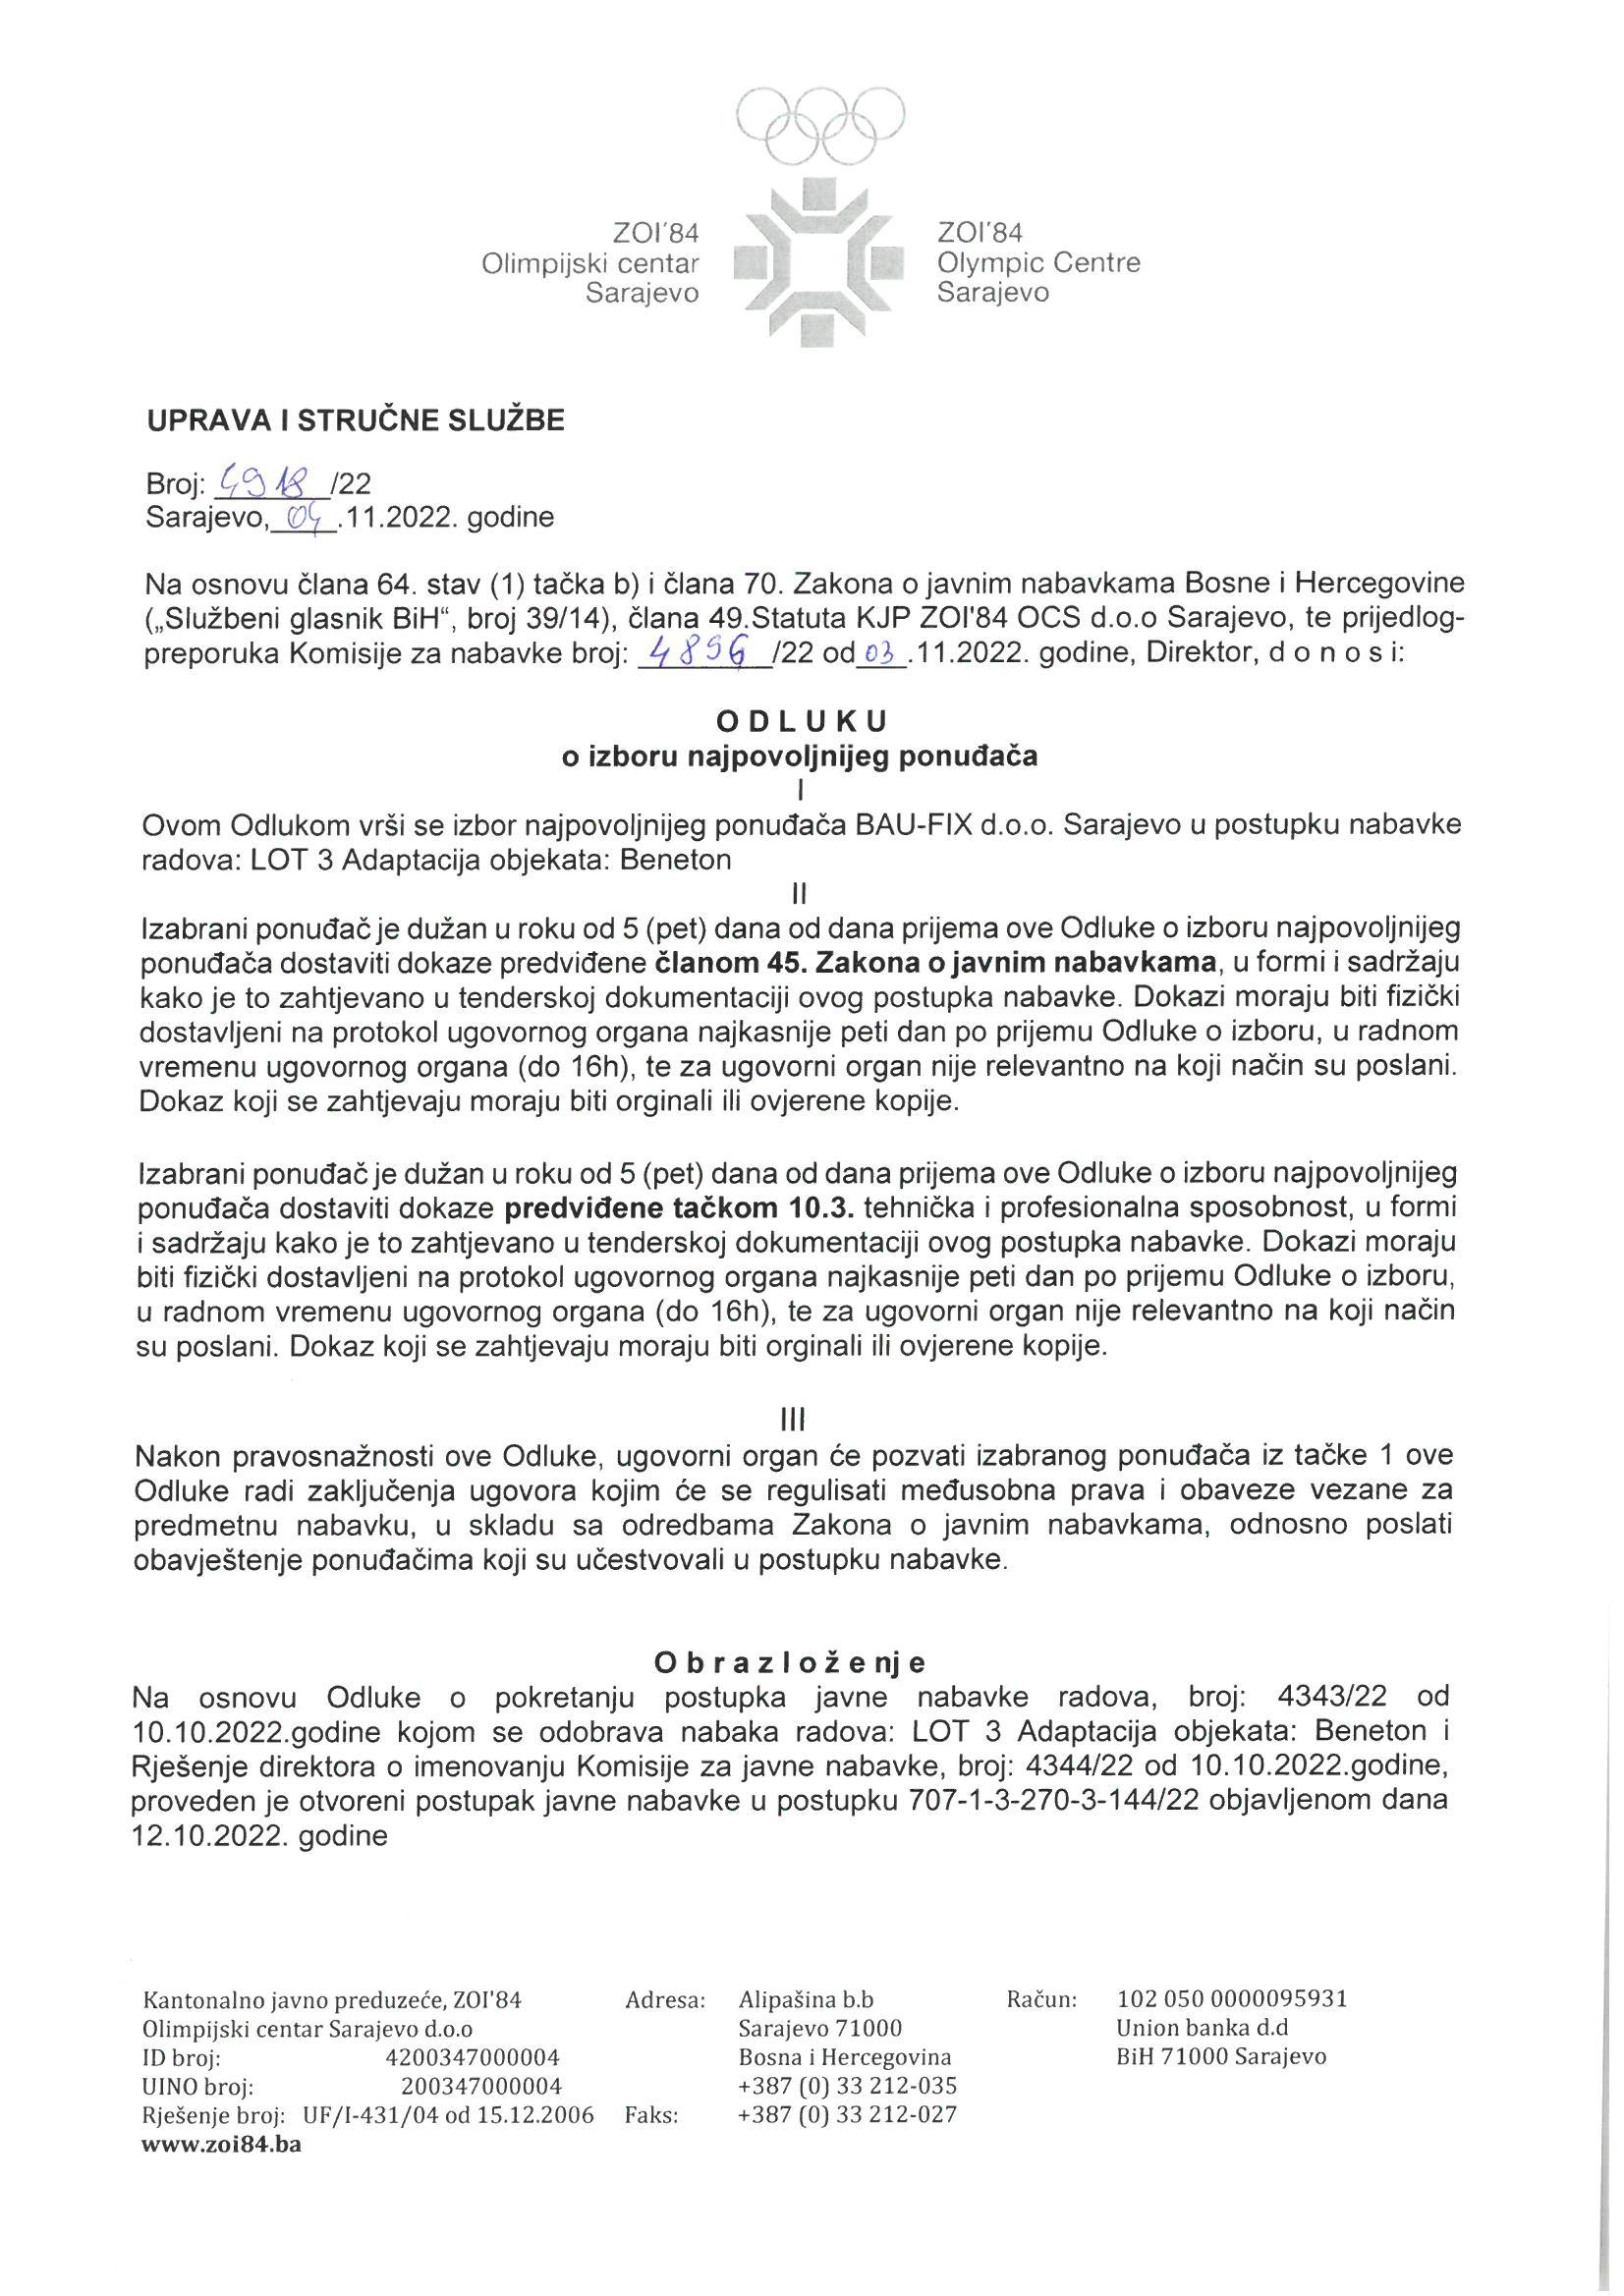 ZOI'84
Olimpijski centar
Sarajevo
ZOI'84
Olympic Centre
Sarajevo
UPRAVA I STRUČNE SLUŽBE
Broj: 4918 /22
Sarajevo, 04 .11.2022. godine
Na osnovu člana 64. stav (1) tačka b) i člana 70. Zakona o javnim nabavkama Bosne i Hercegovine
(„Službeni glasnik BiH“, broj 39/14), člana 49.Statuta KJP ZOI'84 OCS d.o.o Sarajevo, te prijedlog-
preporuka Komisije za nabavke broj: 4896 /22 od 03 .11.2022. godine, Direktor, d o n o s i:
O D L U K U
o izboru najpovoljnijeg ponuđača
I
Ovom Odlukom vrši se izbor najpovoljnijeg ponuđača BAU-FIX d.o.o. Sarajevo u postupku nabavke
radova: LOT 3 Adaptacija objekata: Beneton
II
Izabrani ponuđač je dužan u roku od 5 (pet) dana od dana prijema ove Odluke o izboru najpovoljnijeg
ponuđača dostaviti dokaze predviđene članom 45. Zakona o javnim nabavkama, u formi i sadržaju
kako je to zahtjevano u tenderskoj dokumentaciji ovog postupka nabavke. Dokazi moraju biti fizički
dostavljeni na protokol ugovornog organa najkasnije peti dan po prijemu Odluke o izboru, u radnom
vremenu ugovornog organa (do 16h), te za ugovorni organ nije relevantno na koji način su poslani.
Dokaz koji se zahtjevaju moraju biti orginali ili ovjerene kopije.
Izabrani ponuđač je dužan u roku od 5 (pet) dana od dana prijema ove Odluke o izboru najpovoljnijeg
ponuđača dostaviti dokaze predviđene tačkom 10.3. tehnička i profesionalna sposobnost, u formi
i sadržaju kako je to zahtjevano u tenderskoj dokumentaciji ovog postupka nabavke. Dokazi moraju
biti fizički dostavljeni na protokol ugovornog organa najkasnije peti dan po prijemu Odluke o izboru,
u radnom vremenu ugovornog organa (do 16h), te za ugovorni organ nije relevantno na koji način
su poslani. Dokaz koji se zahtjevaju moraju biti orginali ili ovjerene kopije.
III
Nakon pravosnažnosti ove Odluke, ugovorni organ će pozvati izabranog ponuđača iz tačke 1 ove
Odluke radi zaključenja ugovora kojim će se regulisati međusobna prava i obaveze vezane za
predmetnu nabavku, u skladu sa odredbama Zakona o javnim nabavkama, odnosno poslati
obavještenje ponuđačima koji su učestvovali u postupku nabavke.
O b r a z l o ž e nj e
Na osnovu Odluke o pokretanju postupka javne nabavke radova, broj: 4343/22 od
10.10.2022.godine kojom se odobrava nabaka radova: LOT 3 Adaptacija objekata: Beneton i
Rješenje direktora o imenovanju Komisije za javne nabavke, broj: 4344/22 od 10.10.2022.godine,
proveden je otvoreni postupak javne nabavke u postupku 707-1-3-270-3-144/22 objavljenom dana
12.10.2022. godine
Kantonalno javno preduzeće, ZOI'84 Adresa: Alipašina b.b Račun: 102 050 0000095931
Olimpijski centar Sarajevo d.o.o Sarajevo 71000 Union banka d.d
ID broj: 4200347000004 Bosna i Hercegovina BiH 71000 Sarajevo
UINO broj: 200347000004 +387 (0) 33 212-035
Rješenje broj: UF/I-431/04 od 15.12.2006 Faks: +387 (0) 33 212-027
www.zoi84.ba